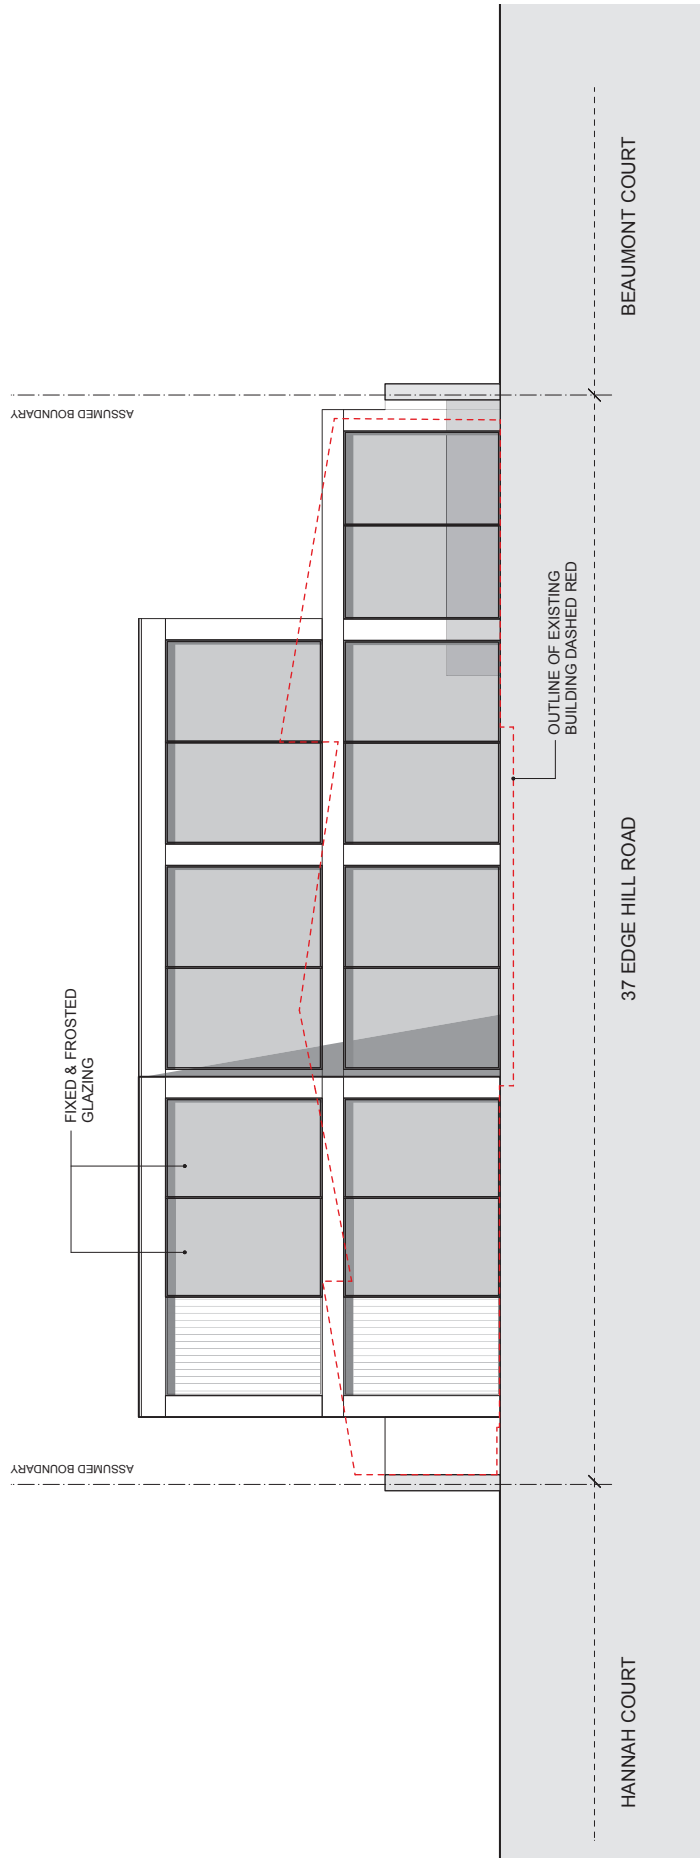 ASSUMED BOUNDARY
ASSUMED BOUNDARY
FIXED & FROSTED
GLAZING
OUTLINE OF EXISTING
BUILDING DASHED RED
HANNAH COURT
37 EDGE HILL ROAD
BEAUMONT COURT